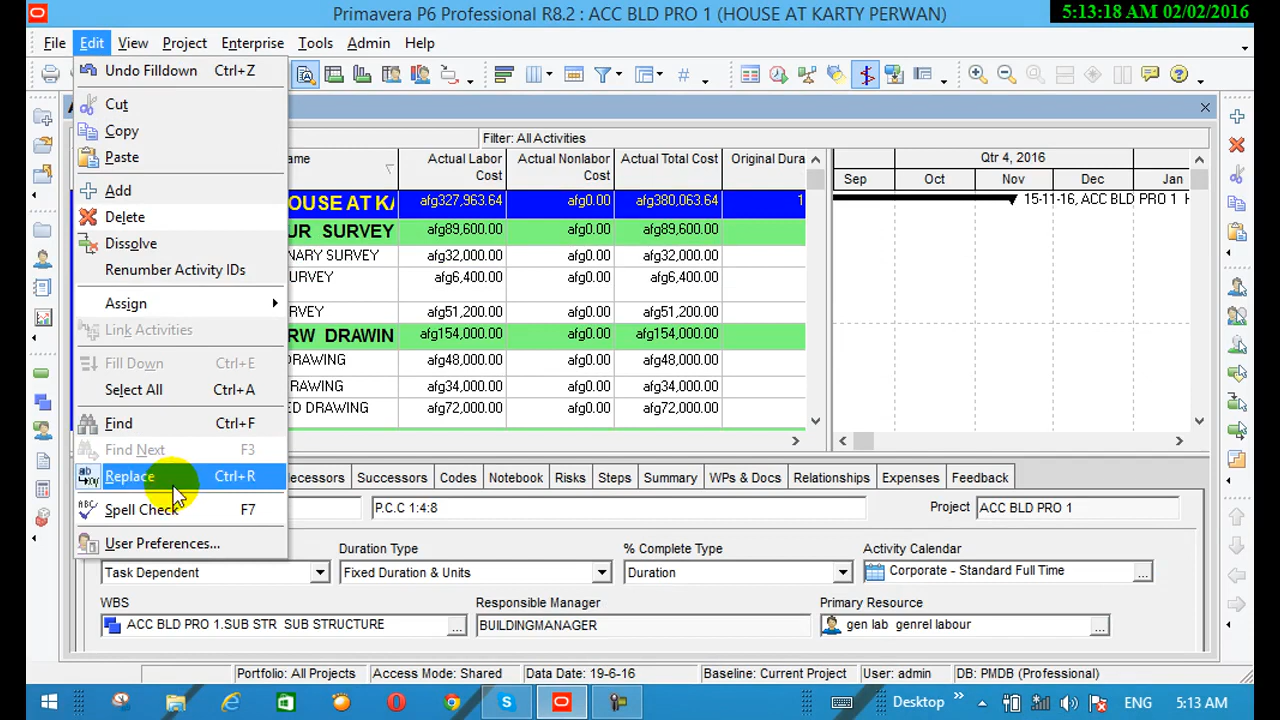 Primavera P6 Professional R8.2 : ACC BLD PRO 1 (HOUSE AT KARTY PERWAN)
5:13:18 AM 02/02/2016
File Edit View Project Enterprise Tools Admin Help
Undo Filldown Ctrl+Z
Cut
Copy
Paste
Add
Delete
Dissolve
Renumber Activity IDs
Assign
Link Activities
Fill Down Ctrl+E
Select All Ctrl+A
Find Ctrl+F
Find Next F3
Replace Ctrl+R
Spell Check F7
User Preferences...
Filter: All Activities
ame Actual Labor Cost Actual Nonlabor Cost Actual Total Cost Original Dura
Qtr 4, 2016
Sep Oct Nov Dec Jan
OUSE AT KA afg327,963.64 afg0.00 afg380,063.64 1
15-11-16, ACC BLD PRO 1 H
UR SURVEY afg89,600.00 afg0.00 afg89,600.00
NARY SURVEY afg32,000.00 afg0.00 afg32,000.00
URVEY afg6,400.00 afg0.00 afg6,400.00
RVEY afg51,200.00 afg0.00 afg51,200.00
RW DRAWIN afg154,000.00 afg0.00 afg154,000.00
DRAWING afg48,000.00 afg0.00 afg48,000.00
DRAWING afg34,000.00 afg0.00 afg34,000.00
ED DRAWING afg72,000.00 afg0.00 afg72,000.00
ecessors Successors Codes Notebook Risks Steps Summary WPs & Docs Relationships Expenses Feedback
P.C.C 1:4:8 Project ACC BLD PRO 1
Duration Type % Complete Type Activity Calendar
Task Dependent Fixed Duration & Units Duration Corporate - Standard Full Time
WBS Responsible Manager Primary Resource
ACC BLD PRO 1.SUB STR SUB STRUCTURE BUILDINGMANAGER gen lab genrel labour
Portfolio: All Projects Access Mode: Shared Data Date: 19-6-16 Baseline: Current Project User: admin DB: PMDB (Professional)
Desktop ENG 5:13 AM